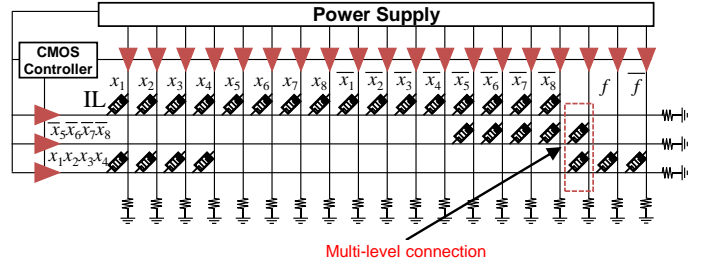 Power Supply
CMOS
Controller
x₁ x₂ x₃ x₄ x₅ x₆ x₇ x₈ x̅₁ x̅₂ x̅₃ x̅₄ x̅₅ x̅₆ x̅₇ x̅₈ f f̅
IL
x̅₅x̅₆x̅₇x̅₈
x₁x₂x₃x₄
Multi-level connection